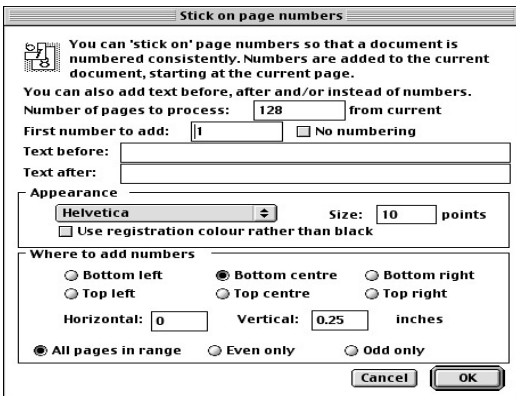 Stick on page numbers
You can 'stick on' page numbers so that a document is
numbered consistently. Numbers are added to the current
document, starting at the current page.
You can also add text before, after and/or instead of numbers.
Number of pages to process: 128 from current
First number to add: 1 No numbering
Text before:
Text after:
Appearance
Helvetica Size: 10 points
Use registration colour rather than black
Where to add numbers
Bottom left Bottom centre Bottom right
Top left Top centre Top right
Horizontal: 0 Vertical: 0.25 inches
All pages in range Even only Odd only
Cancel OK